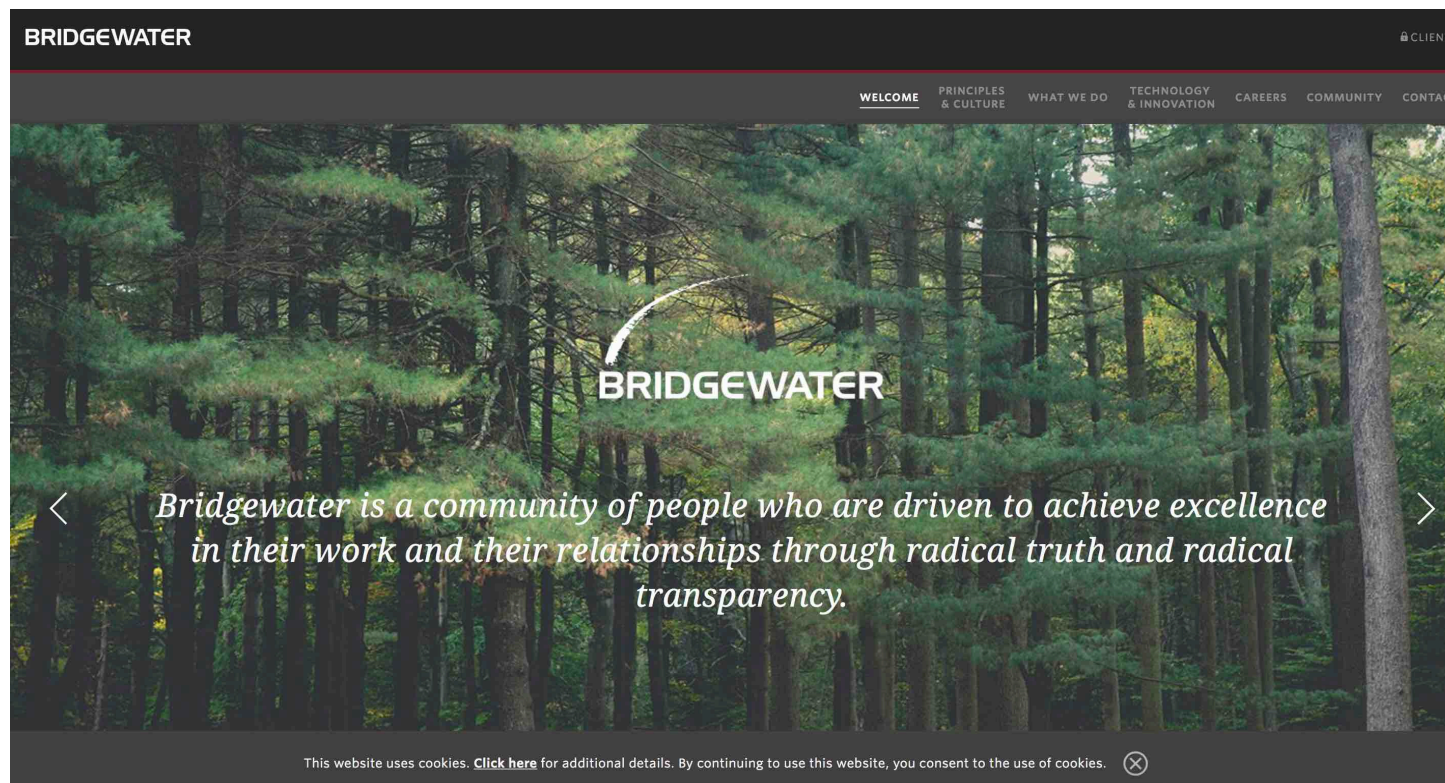 BRIDGEWATER
CLIEN
WELCOME
PRINCIPLES
& CULTURE
WHAT WE DO
TECHNOLOGY
& INNOVATION
CAREERS
COMMUNITY
CONTAC
BRIDGEWATER
Bridgewater is a community of people who are driven to achieve excellence
in their work and their relationships through radical truth and radical
transparency.
This website uses cookies. Click here for additional details. By continuing to use this website, you consent to the use of cookies.